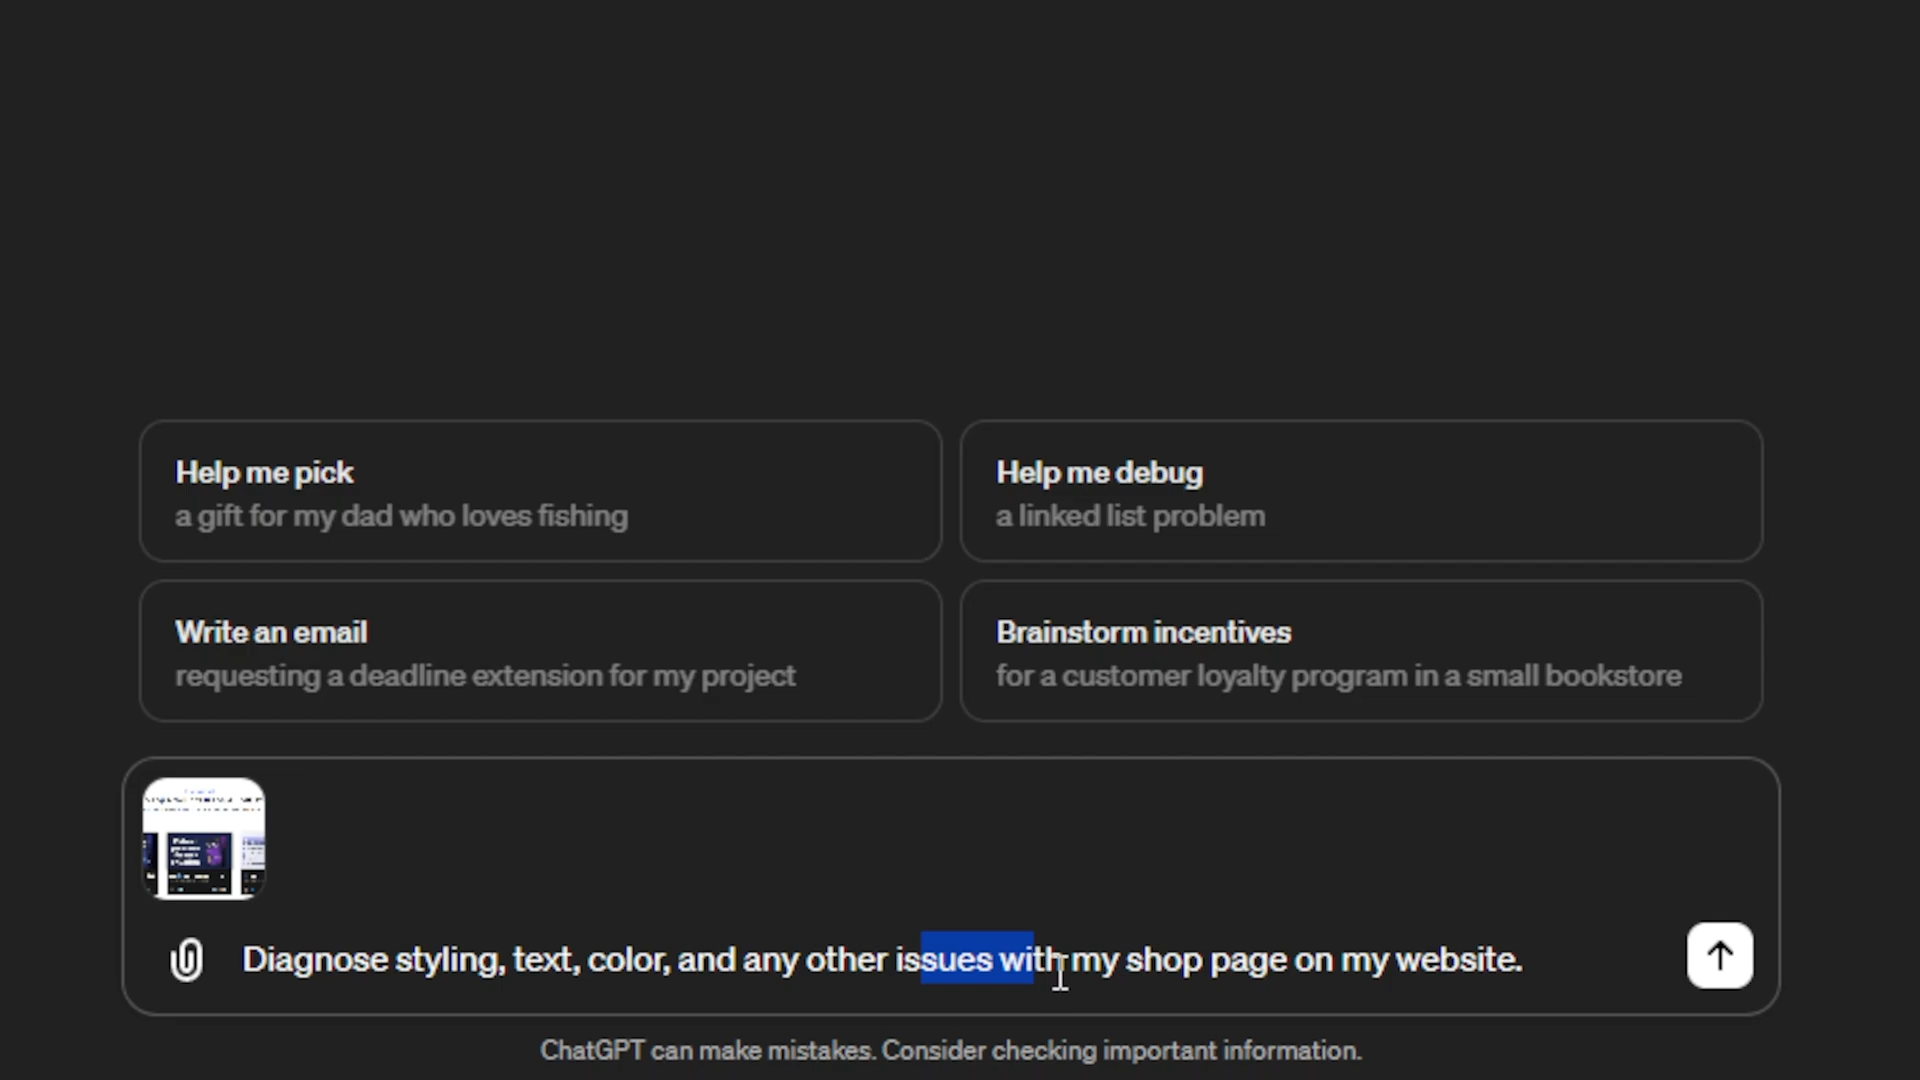 Help me pick
a gift for my dad who loves fishing
Help me debug
a linked list problem
Write an email
requesting a deadline extension for my project
Brainstorm incentives
for a customer loyalty program in a small bookstore
Diagnose styling, text, color, and any other issues with my shop page on my website.
ChatGPT can make mistakes. Consider checking important information.